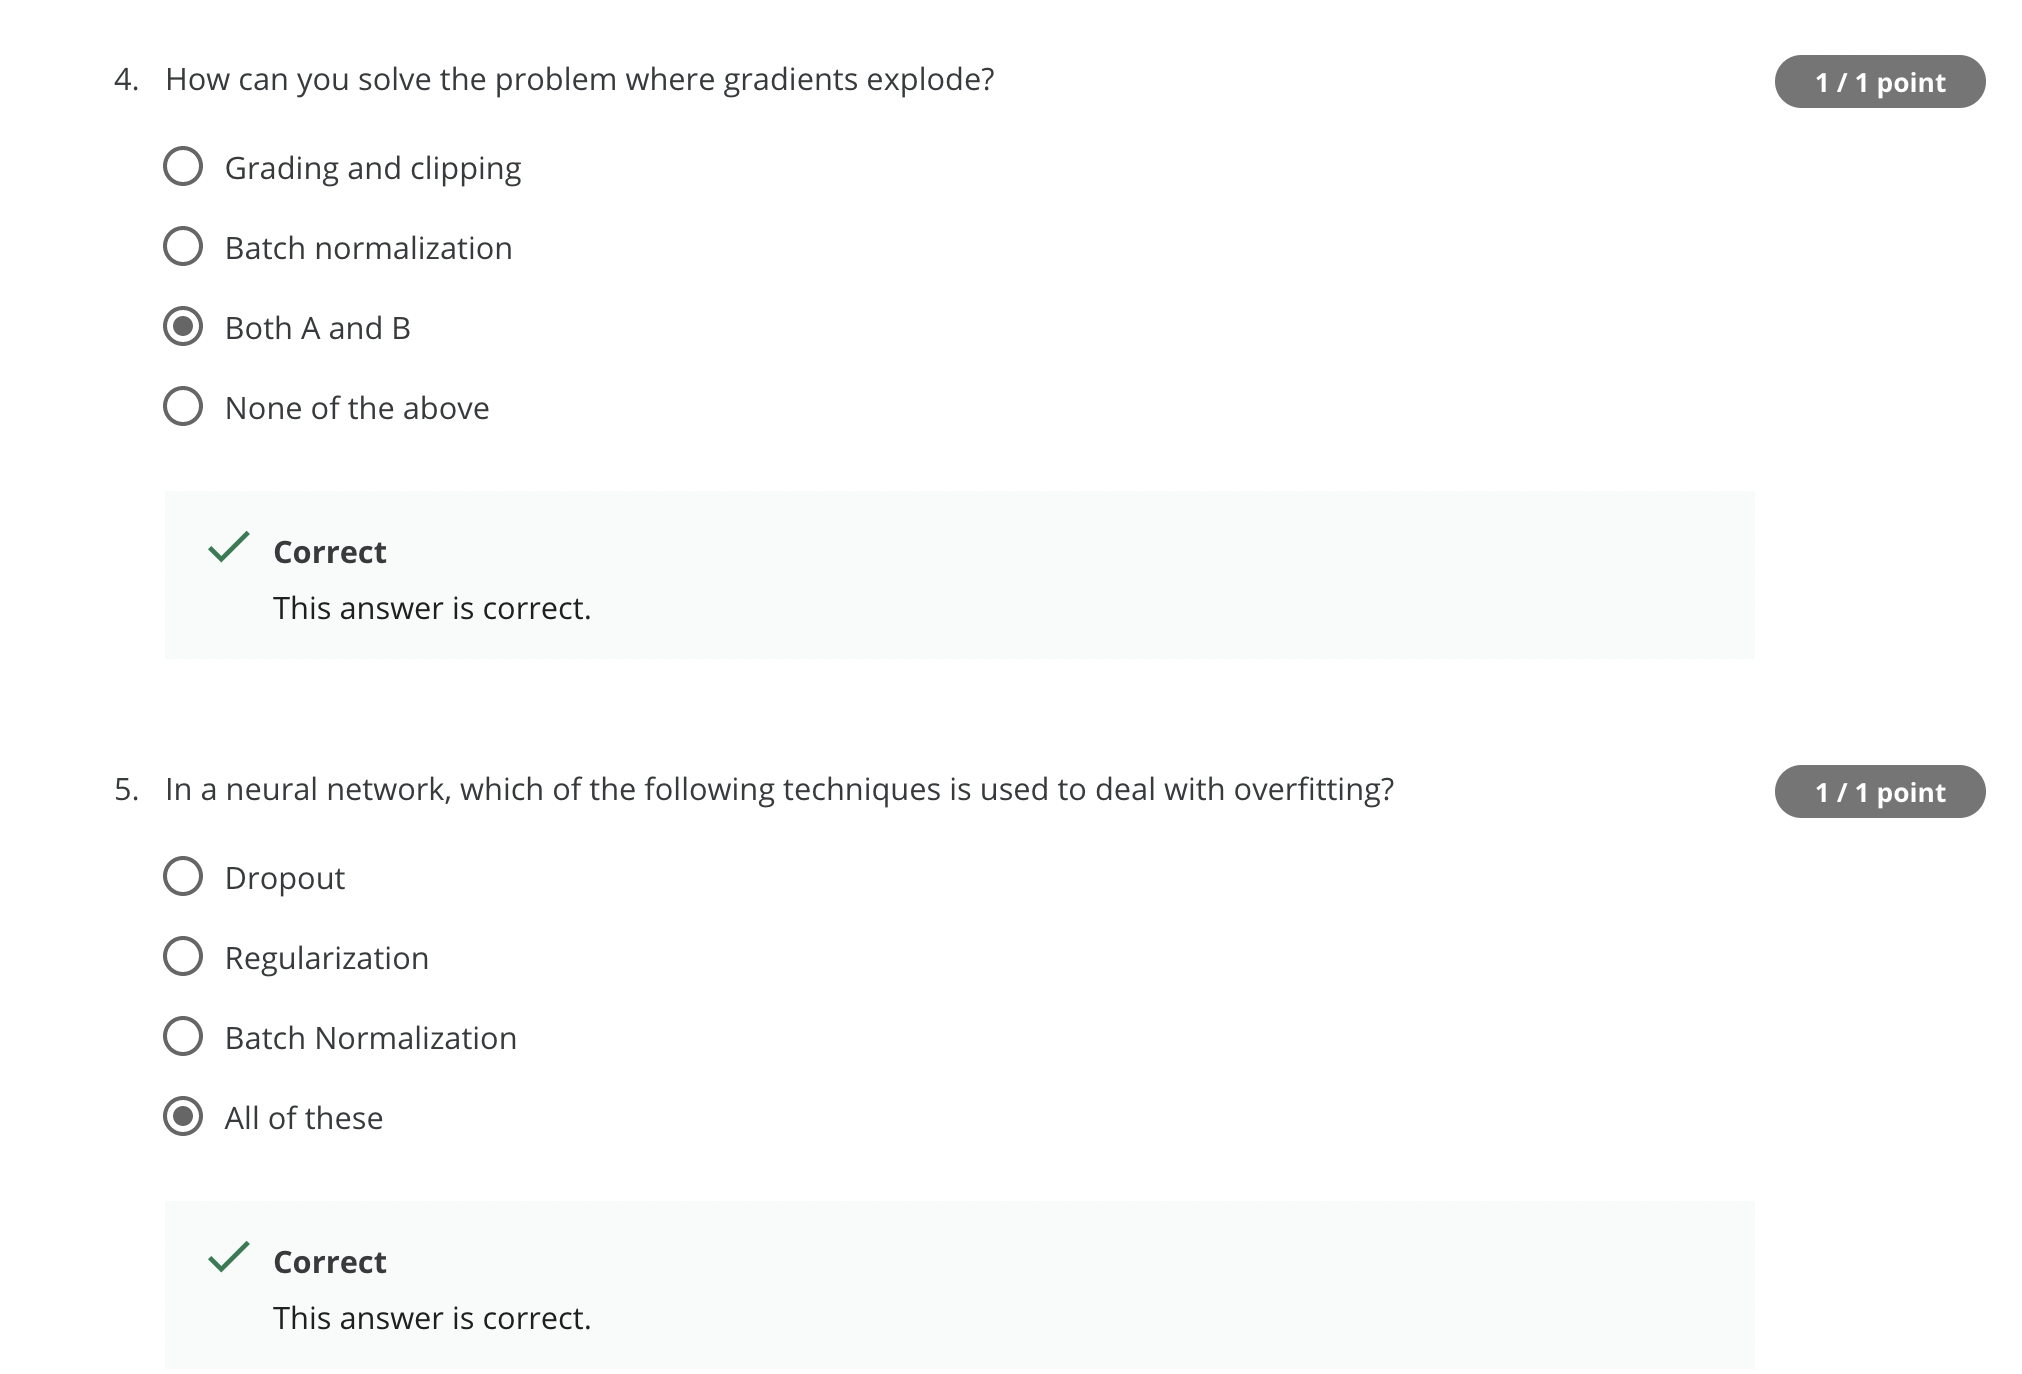 4. How can you solve the problem where gradients explode?
1 / 1 point
Grading and clipping
Batch normalization
Both A and B
None of the above
Correct
This answer is correct.
5. In a neural network, which of the following techniques is used to deal with overfitting?
1 / 1 point
Dropout
Regularization
Batch Normalization
All of these
Correct
This answer is correct.